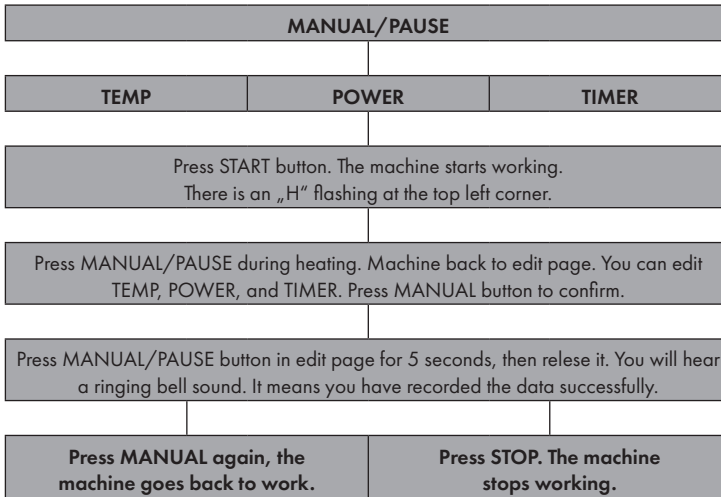 MANUAL/PAUSE
TEMP
POWER
TIMER
Press START button. The machine starts working.
There is an „H“ flashing at the top left corner.
Press MANUAL/PAUSE during heating. Machine back to edit page. You can edit
TEMP, POWER, and TIMER. Press MANUAL button to confirm.
Press MANUAL/PAUSE button in edit page for 5 seconds, then relese it. You will hear
a ringing bell sound. It means you have recorded the data successfully.
Press MANUAL again, the
machine goes back to work.
Press STOP. The machine
stops working.